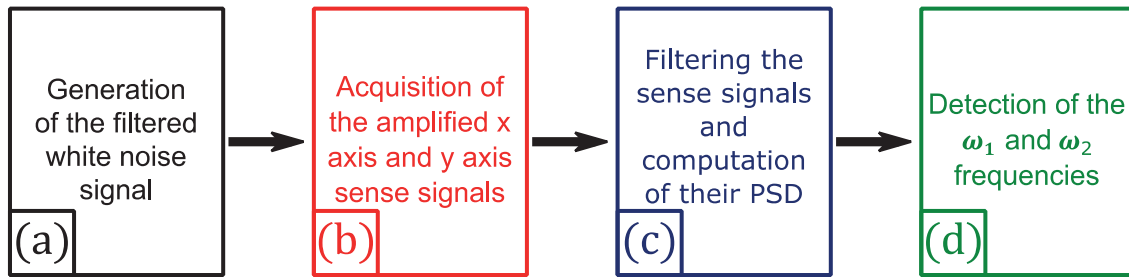 Generation
of the filtered
white noise
signal
(a)
Acquisition of
the amplified x
axis and y axis
sense signals
(b)
Filtering the
sense signals
and
computation
of their PSD
(c)
Detection of the
ω₁ and ω₂
frequencies
(d)